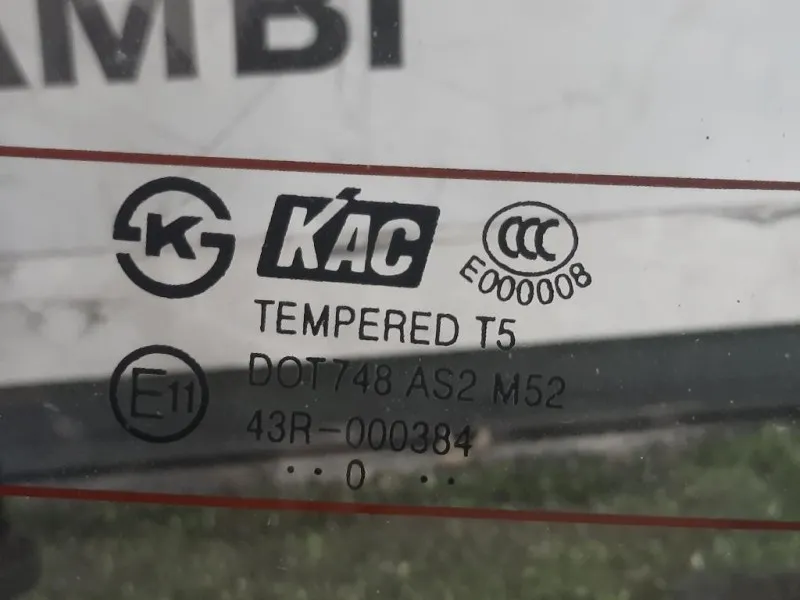 AMBI
K KAC CCC
E000008
TEMPERED T5
E11 DOT748 AS2 M52
43R-000384
··0 ··